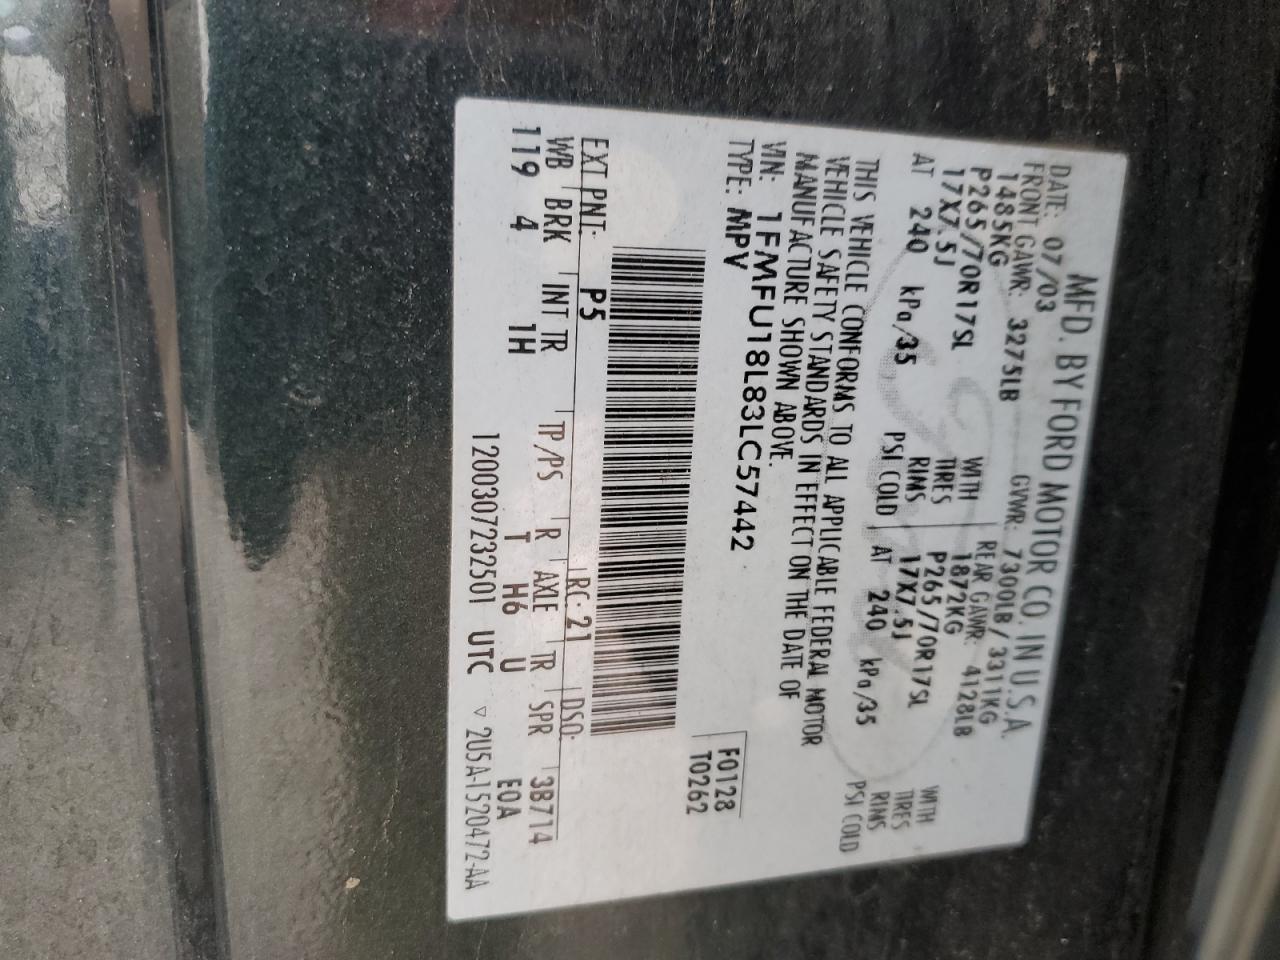 MFD. BY FORD MOTOR CO. IN U.S.A.
DATE: 07/03 GVWR: 7300LB / 3311KG
FRONT GAWR: 3275LB REAR GAWR: 4128LB
1485KG 1872KG
P265/70R17SL WITH TIRES P265/70R17SL WITH TIRES
17X7.5J RIMS 17X7.5J RIMS
AT 240 kPa/35 PSI COLD AT 240 kPa/35 PSI COLD
THIS VEHICLE CONFORMS TO ALL APPLICABLE FEDERAL MOTOR
VEHICLE SAFETY STANDARDS IN EFFECT ON THE DATE OF
MANUFACTURE SHOWN ABOVE.
VIN: 1FMFU18L83LC57442
TYPE: MPV
F0128
T0262
EXT PNT: P5 RC: 21 DSO:
WB BRK INT TR TP/PS R AXLE TR SPR 3B714
119 4 1H T H6 U EOA
1200307232501 UTC ▽ 2U5A-1520472-AA